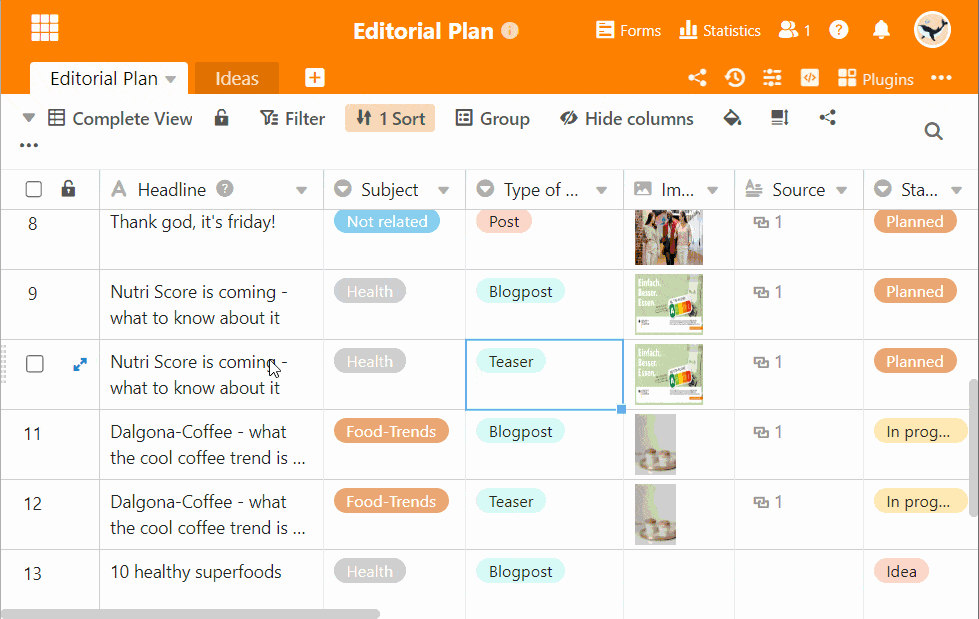 Editorial Plan
Forms
Statistics
1
Editorial Plan
Ideas
Plugins
Complete View
Filter
1 Sort
Group
Hide columns
Headline
Subject
Type of ...
Im...
Source
Sta...
8
Thank god, it's friday!
Not related
Post
1
Planned
9
Nutri Score is coming -
what to know about it
Health
Blogpost
Einfach.
Besser.
Essen.
1
Planned
Nutri Score is coming -
what to know about it
Health
Teaser
Einfach.
Besser.
Essen.
1
Planned
11
Dalgona-Coffee - what
the cool coffee trend is ...
Food-Trends
Blogpost
1
In prog...
12
Dalgona-Coffee - what
the cool coffee trend is ...
Food-Trends
Teaser
1
In prog...
13
10 healthy superfoods
Health
Blogpost
Idea